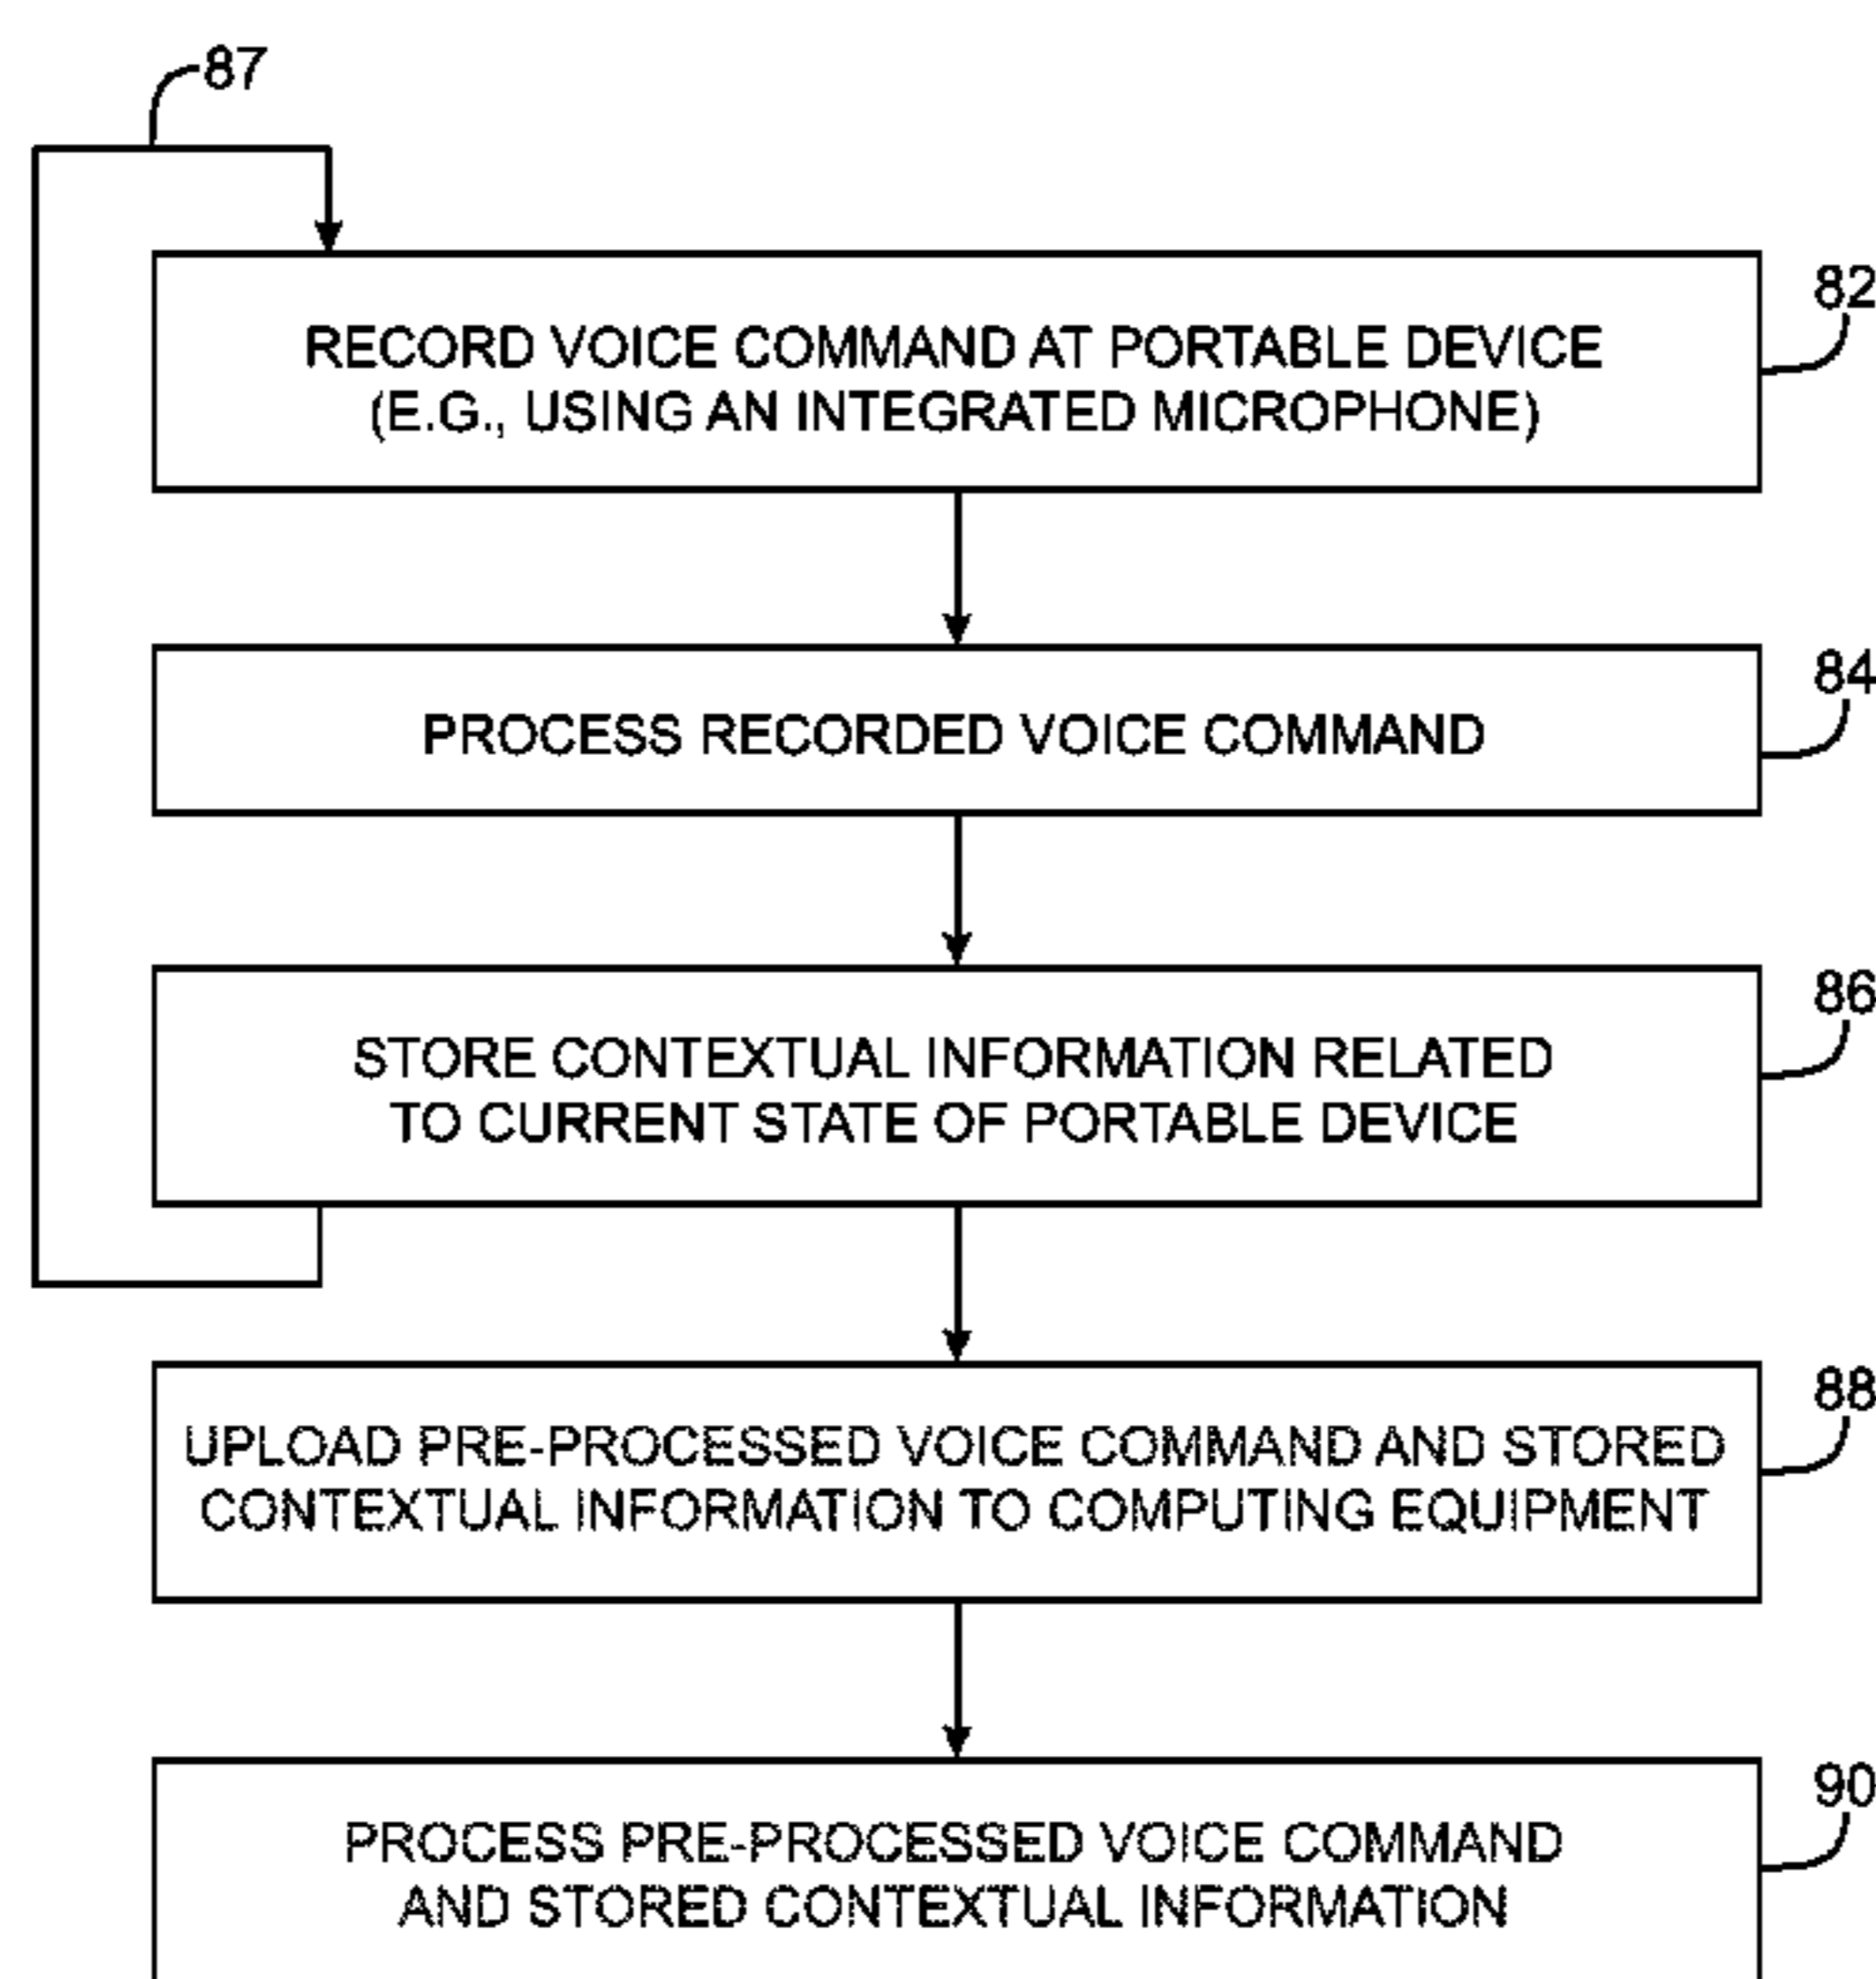 87
82
RECORD VOICE COMMAND AT PORTABLE DEVICE
(E.G., USING AN INTEGRATED MICROPHONE)
84
PROCESS RECORDED VOICE COMMAND
86
STORE CONTEXTUAL INFORMATION RELATED
TO CURRENT STATE OF PORTABLE DEVICE
88
UPLOAD PRE-PROCESSED VOICE COMMAND AND STORED
CONTEXTUAL INFORMATION TO COMPUTING EQUIPMENT
90
PROCESS PRE-PROCESSED VOICE COMMAND
AND STORED CONTEXTUAL INFORMATION